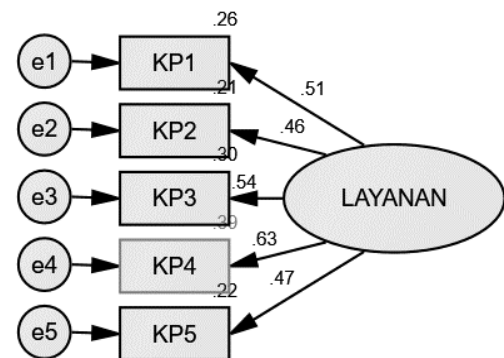 .26
e1 KP1 .51
.21
e2 KP2 .46
.30
e3 KP3 .54 LAYANAN
.39
e4 KP4 .63
.22
e5 KP5 .47